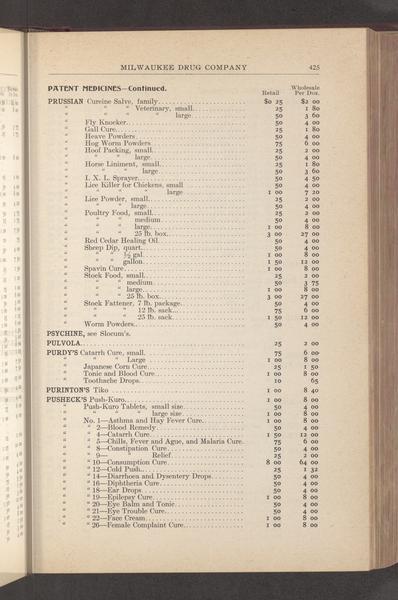 MILWAUKEE DRUG COMPANY 425
PATENT MEDICINES—Continued. Retail Wholesale Per Doz.
PRUSSIAN Cureine Salve, family $0 25 $2 00
" " " Veterinary, small 25 1 80
" " " " large 50 3 60
" Fly Knocker 50 4 00
" Gall Cure 25 1 80
" Heave Powders 50 4 00
" Hog Worm Powders 75 6 00
" Hoof Packing, small 25 2 00
" " " large 50 4 00
" Horse Liniment, small 25 1 80
" " " large 50 3 60
" I. X. L. Sprayer 50 4 50
" Lice Killer for Chickens, small 50 4 00
" " " " large 1 00 7 20
" Lice Powder, small 25 2 00
" " " large 50 4 00
" Poultry Food, small 25 2 00
" " " medium 50 4 00
" " " large 1 00 8 00
" " " 25 lb. box 3 00 27 00
" Red Cedar Healing Oil 50 4 00
" Sheep Dip, quart 50 4 00
" " " ½ gal 1 00 8 00
" " " gallon 1 50 12 00
" Spavin Cure 1 00 8 00
" Stock Food, small 25 2 00
" " " medium 50 3 75
" " " large 1 00 8 00
" " " 25 lb. box 3 00 27 00
" Stock Fattener, 7 lb. package 50 4 00
" " " 12 lb. sack 75 6 00
" " " 25 lb. sack 1 50 12 00
" Worm Powders 50 4 00
PSYCHINE, see Slocum's.
PULVOLA 25 2 00
PURDY'S Catarrh Cure, small 75 6 00
" " " Large 1 00 8 00
" Japanese Corn Cure 25 1 50
" Tonic and Blood Cure 1 00 8 00
" Toothache Drops 10 65
PURINTON'S Tiko 1 00 8 40
PUSHECK'S Push-Kuro 1 00 8 00
" Push-Kuro Tablets, small size 50 4 00
" " " " large size 1 00 8 00
" No. 1—Asthma and Hay Fever Cure 1 00 8 00
" " 2—Blood Remedy 50 4 00
" " 4—Catarrh Cure 1 50 12 00
" " 5—Chills, Fever and Ague, and Malaria Cure 75 6 00
" " 8—Constipation Cure 50 4 00
" " 9— " Relief 25 2 00
" " 10—Consumption Cure 8 00 64 00
" " 12—Cold Push 25 1 32
" " 14—Diarrhoea and Dysentery Drops 50 4 00
" " 16—Diphtheria Cure 50 4 00
" " 18—Ear Drops 50 4 00
" " 19—Epilepsy Cure 1 00 8 00
" " 20—Eye Balm and Tonic 50 4 00
" " 21—Eye Trouble Cure 50 4 00
" " 22—Face Cream 1 00 8 00
" " 26—Female Complaint Cure 1 00 8 00